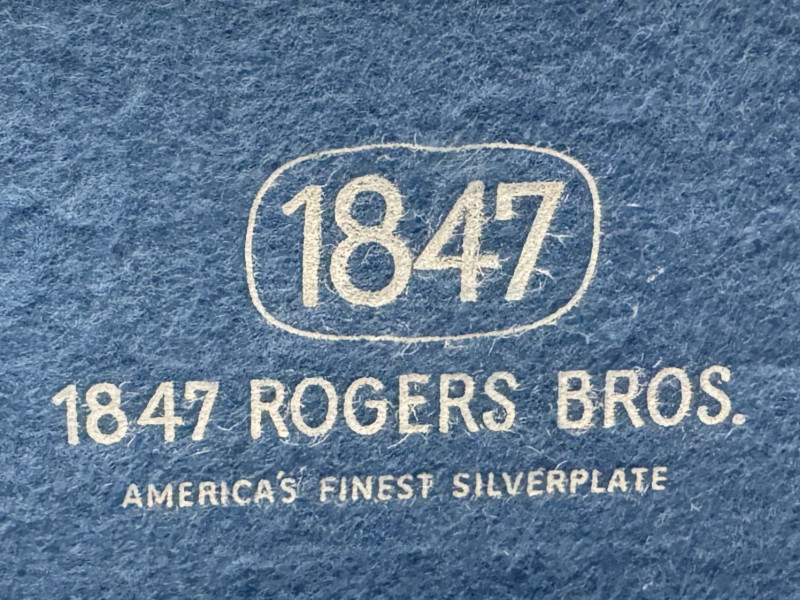 1847
1847 ROGERS BROS.
AMERICA'S FINEST SILVERPLATE